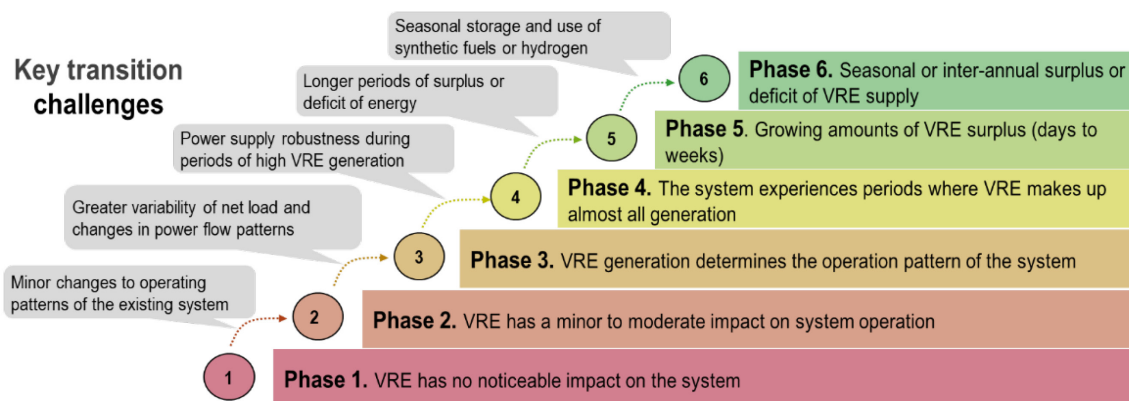 Key transition
challenges
Seasonal storage and use of
synthetic fuels or hydrogen
Longer periods of surplus or
deficit of energy
Power supply robustness during
periods of high VRE generation
Greater variability of net load and
changes in power flow patterns
Minor changes to operating
patterns of the existing system
6
Phase 6. Seasonal or inter-annual surplus or
deficit of VRE supply
5
Phase 5. Growing amounts of VRE surplus (days to
weeks)
4
Phase 4. The system experiences periods where VRE makes up
almost all generation
3
Phase 3. VRE generation determines the operation pattern of the system
2
Phase 2. VRE has a minor to moderate impact on system operation
1
Phase 1. VRE has no noticeable impact on the system